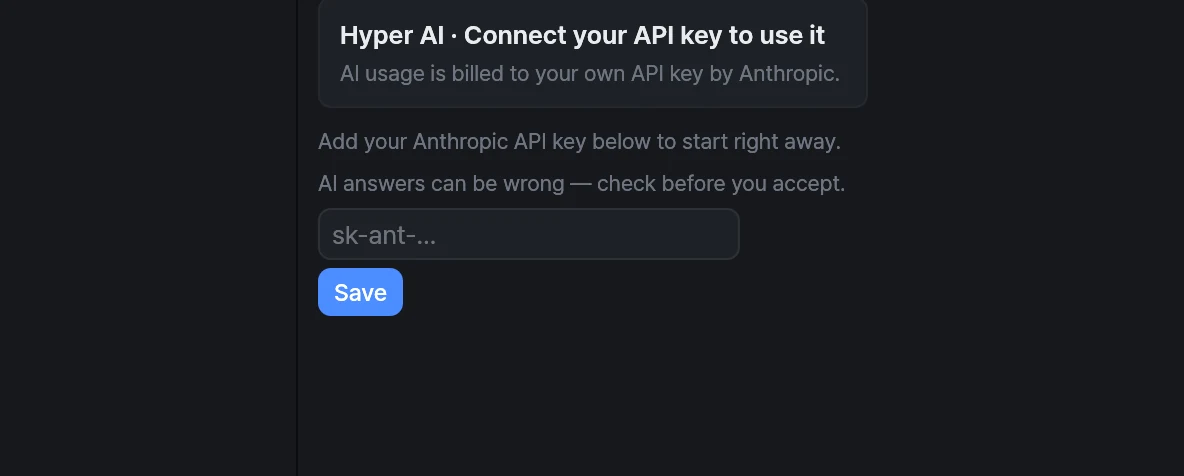 Hyper AI · Connect your API key to use it
AI usage is billed to your own API key by Anthropic.
Add your Anthropic API key below to start right away.
AI answers can be wrong — check before you accept.
sk-ant-...
Save